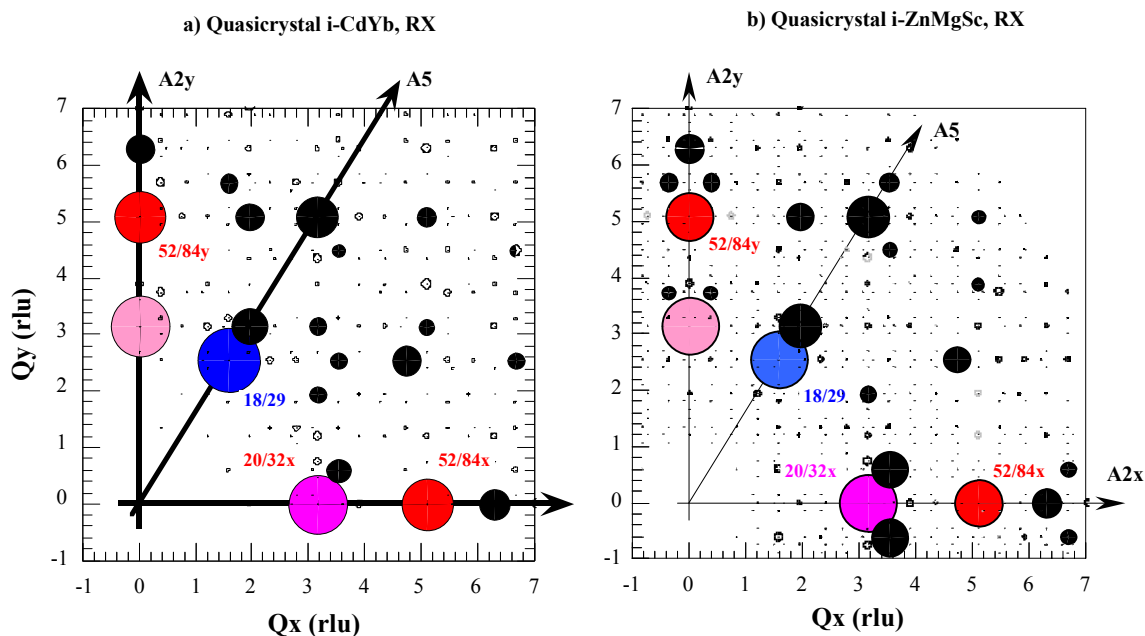 a) Quasicrystal i-CdYb, RX
b) Quasicrystal i-ZnMgSc, RX
A2y
A5
7
6
5
4
3
2
1
0
-1
52/84y
18/29
20/32x
52/84x
-1
0
1
2
3
4
5
6
7
Qy (rlu)
Qx (rlu)
A2y
A5
7
6
5
4
3
2
1
0
-1
52/84y
18/29
20/32x
52/84x
A2x
-1
0
1
2
3
4
5
6
7
Qx (rlu)